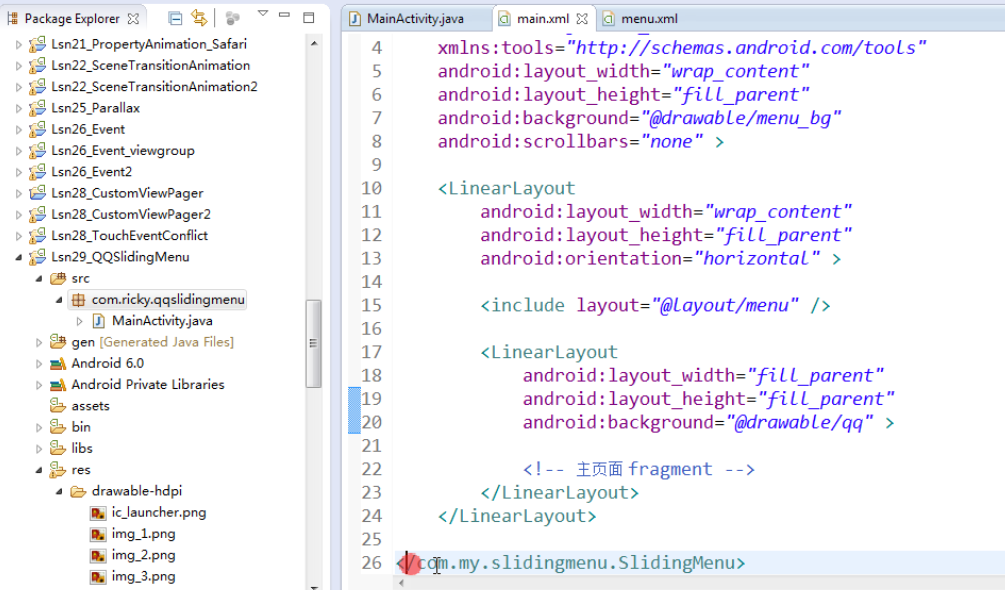 Package Explorer
MainActivity.java
main.xml
menu.xml
Lsn21_PropertyAnimation_Safari
Lsn22_SceneTransitionAnimation
Lsn22_SceneTransitionAnimation2
Lsn25_Parallax
Lsn26_Event
Lsn26_Event_viewgroup
Lsn26_Event2
Lsn28_CustomViewPager
Lsn28_CustomViewPager2
Lsn28_TouchEventConflict
Lsn29_QQSlidingMenu
src
com.ricky.qqslidingmenu
MainActivity.java
gen [Generated Java Files]
Android 6.0
Android Private Libraries
assets
bin
libs
res
drawable-hdpi
ic_launcher.png
img_1.png
img_2.png
img_3.png
4 xmlns:tools="http://schemas.android.com/tools"
5 android:layout_width="wrap_content"
6 android:layout_height="fill_parent"
7 android:background="@drawable/menu_bg"
8 android:scrollbars="none" >
9
10 <LinearLayout
11 android:layout_width="wrap_content"
12 android:layout_height="fill_parent"
13 android:orientation="horizontal" >
14
15 <include layout="@layout/menu" />
16
17 <LinearLayout
18 android:layout_width="fill_parent"
19 android:layout_height="fill_parent"
20 android:background="@drawable/qq" >
21
22 <!-- 主页面 fragment -->
23 </LinearLayout>
24 </LinearLayout>
25
26 </com.my.slidingmenu.SlidingMenu>